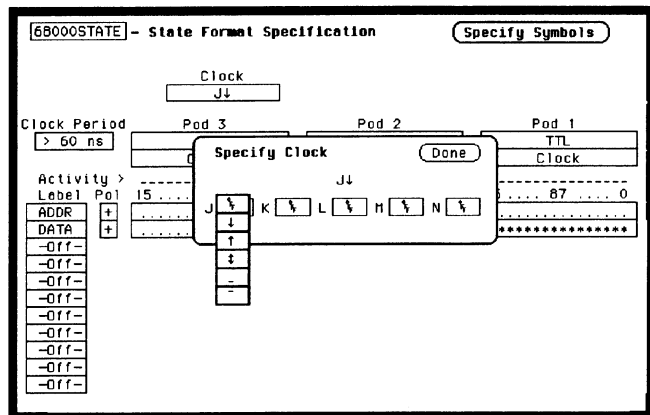 68000STATE - State Format Specification Specify Symbols
Clock
J↓
Clock Period Pod 3 Pod 2 Pod 1
> 60 ns TTL
Clock
Specify Clock Done
J↓
Activity > 
Label Pol 15 .... 87 .... 0
J K L M N
↓
↑
↕
ADDR +
DATA + ****************
-Off-
-Off-
-Off-
-Off-
-Off-
-Off-
-Off-
-Off-
-Off-